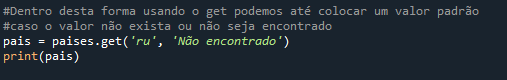 #Dentro desta forma usando o get podemos até colocar um valor padrão
#caso o valor não exista ou não seja encontrado
pais = paises.get('ru', 'Não encontrado')
print(pais)